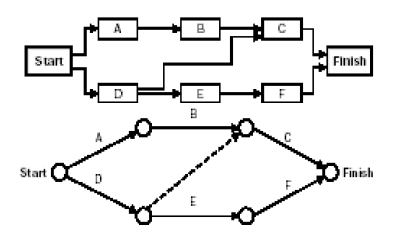 A B C
Start Finish
D E F
B
A C
Start Finish
D F
E